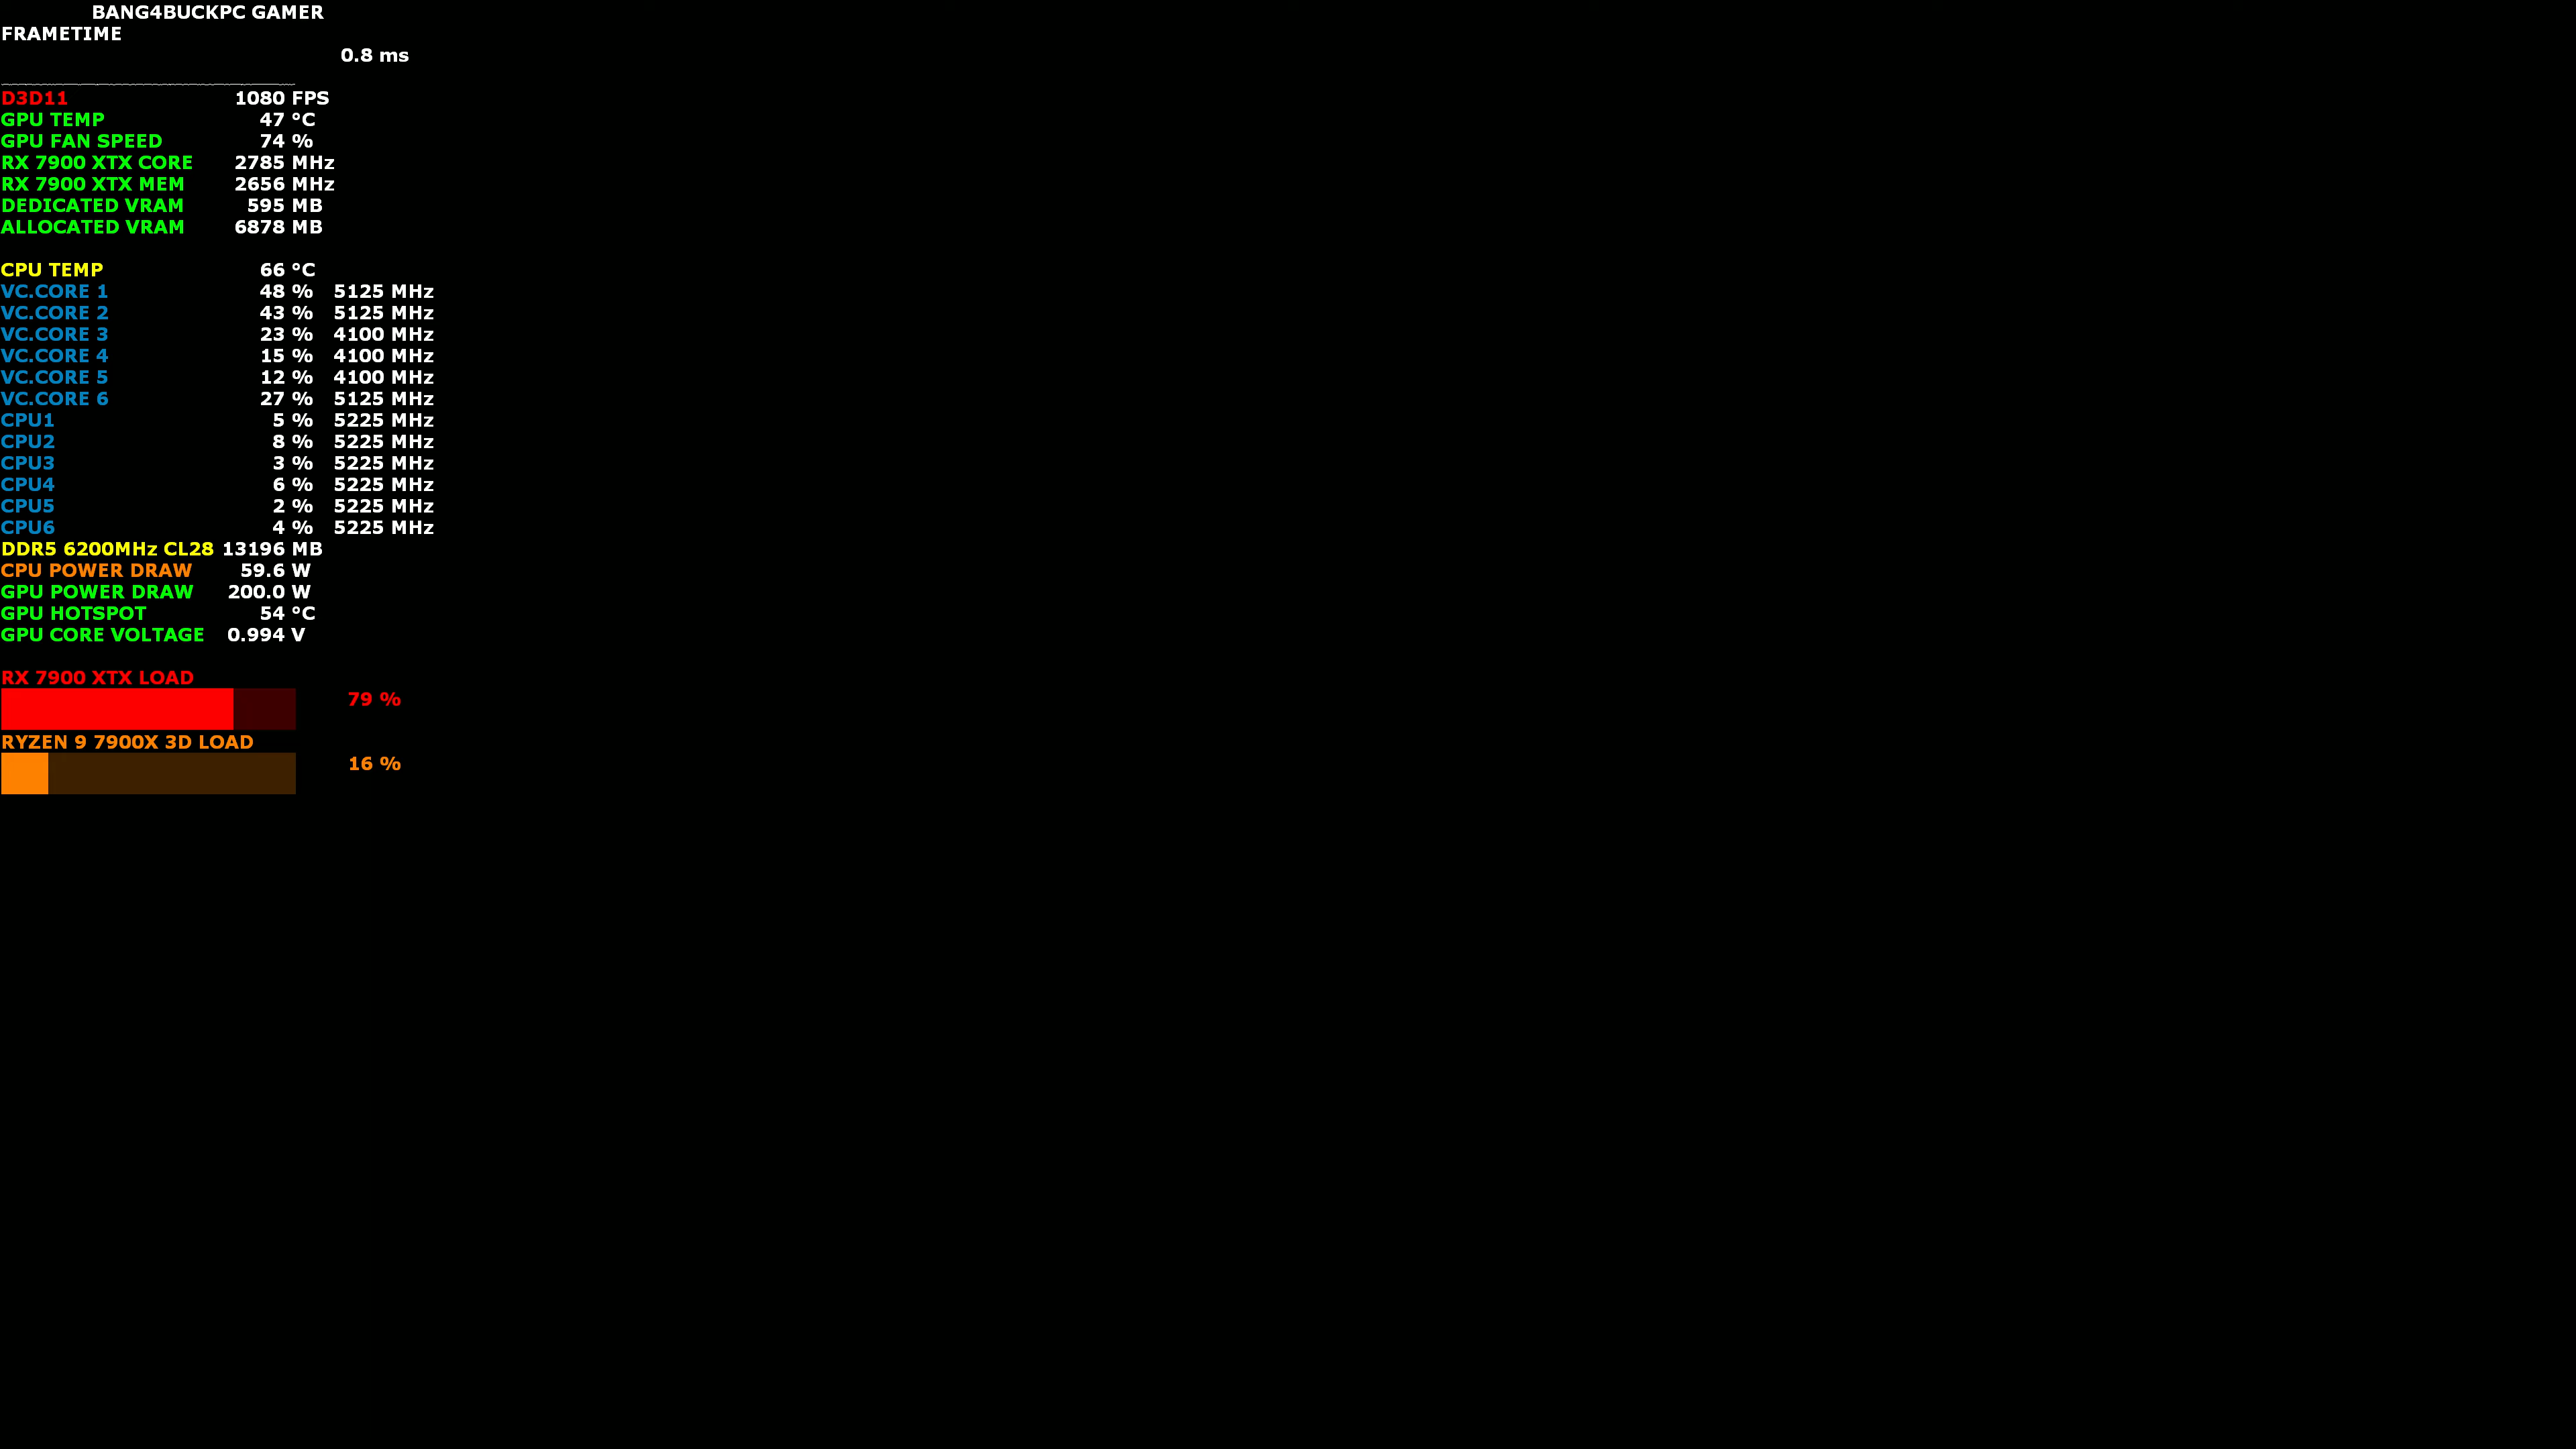 BANG4BUCKPC GAMER
FRAMETIME
0.8 ms
D3D11 1080 FPS
GPU TEMP 47 °C
GPU FAN SPEED 74 %
RX 7900 XTX CORE 2785 MHz
RX 7900 XTX MEM 2656 MHz
DEDICATED VRAM 595 MB
ALLOCATED VRAM 6878 MB
CPU TEMP 66 °C
VC.CORE 1 48 % 5125 MHz
VC.CORE 2 43 % 5125 MHz
VC.CORE 3 23 % 4100 MHz
VC.CORE 4 15 % 4100 MHz
VC.CORE 5 12 % 4100 MHz
VC.CORE 6 27 % 5125 MHz
CPU1 5 % 5225 MHz
CPU2 8 % 5225 MHz
CPU3 3 % 5225 MHz
CPU4 6 % 5225 MHz
CPU5 2 % 5225 MHz
CPU6 4 % 5225 MHz
DDR5 6200MHz CL28 13196 MB
CPU POWER DRAW 59.6 W
GPU POWER DRAW 200.0 W
GPU HOTSPOT 54 °C
GPU CORE VOLTAGE 0.994 V
RX 7900 XTX LOAD
79 %
RYZEN 9 7900X 3D LOAD
16 %